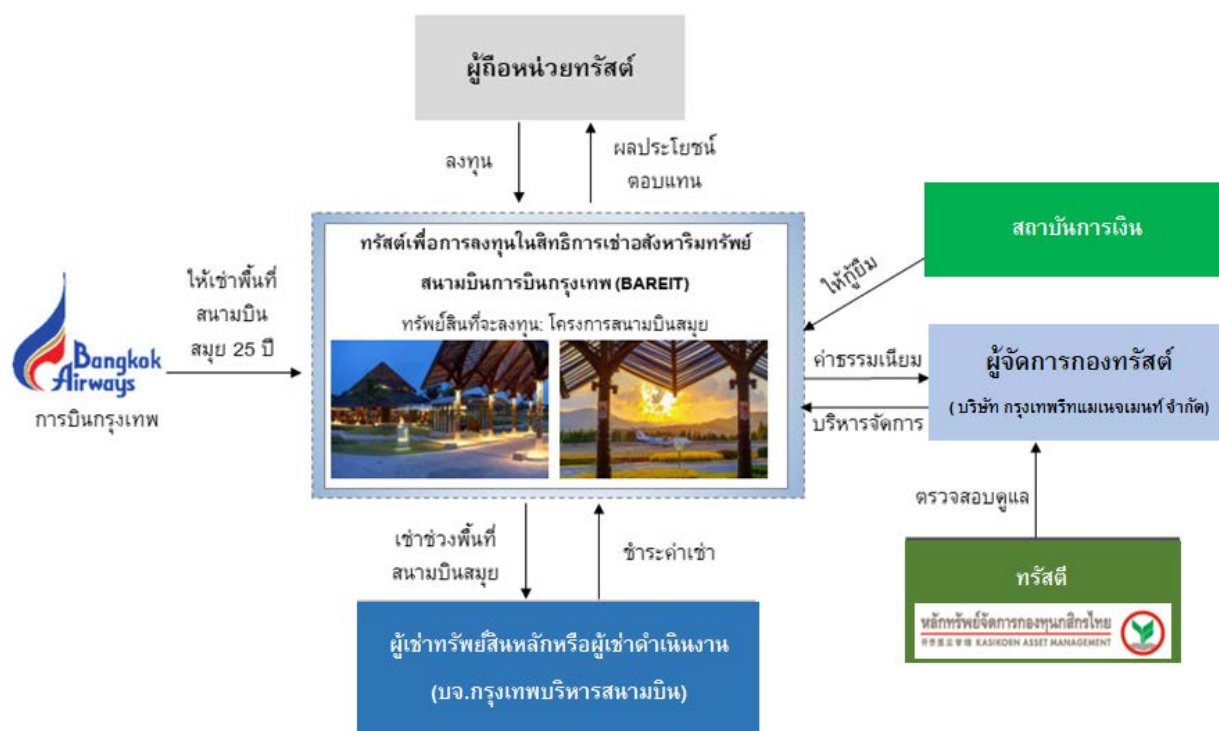 ผู้ถือหน่วยทรัสต์
ลงทุน
ผลประโยชน์
ตอบแทน
สถาบันการเงิน
ให้กู้ยืม
ทรัสต์เพื่อการลงทุนในสิทธิการเช่าอสังหาริมทรัพย์
สนามบินการบินกรุงเทพ (BAREIT)
ทรัพย์สินที่จะลงทุน: โครงการสนามบินสมุย
ให้เช่าพื้นที่
สนามบิน
สมุย 25 ปี
Bangkok
Airways
การบินกรุงเทพ
ค่าธรรมเนียม
บริหารจัดการ
ผู้จัดการกองทรัสต์
( บริษัท กรุงเทพรีทแมเนจเมนท์ จำกัด)
ตรวจสอบดูแล
เช่าช่วงพื้นที่
สนามบินสมุย
ชำระค่าเช่า
ทรัสตี
หลักทรัพย์จัดการกองทุนกสิกรไทย
KASIKORN ASSET MANAGEMENT
ผู้เช่าทรัพย์สินหลักหรือผู้เช่าดำเนินงาน
(บจ.กรุงเทพบริหารสนามบิน)